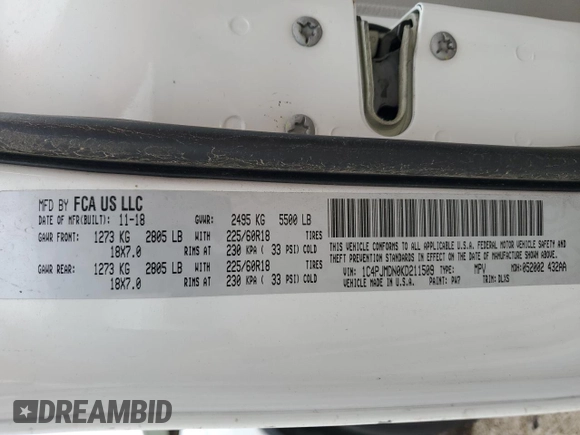 MFD BY FCA US LLC
DATE OF MFR(BUILT): 11-18 GVWR: 2495 KG 5500 LB
GAWR FRONT: 1273 KG 2805 LB WITH 225/60R18 TIRES
18X7.0 RIMS AT 230 KPA ( 33 PSI) COLD
GAWR REAR: 1273 KG 2805 LB WITH 225/60R18 TIRES
18X7.0 RIMS AT 230 KPA ( 33 PSI) COLD
THIS VEHICLE CONFORMS TO ALL APPLICABLE U.S.A. FEDERAL MOTOR VEHICLE SAFETY AND
THEFT PREVENTION STANDARDS IN EFFECT ON THE DATE OF MANUFACTURE SHOWN ABOVE.
VIN: 1C4PJMDN0KD211509 TYPE: MPV MDH: 052002 432AA
MADE IN U.S.A. PAINT: PW7 TRIM: DLX5
DREAMBID